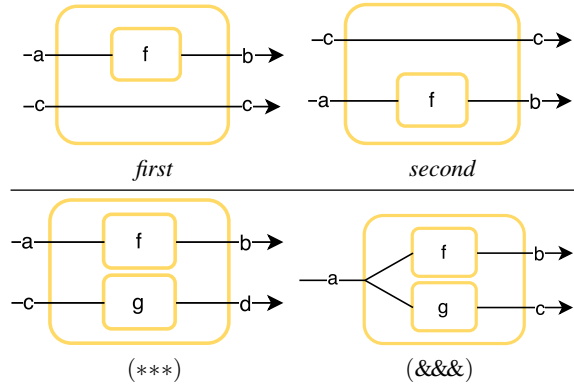 a f b
c c
first
c c
a f b
second
a f b
c g d
(***)
f b
a
g c
(&&&)